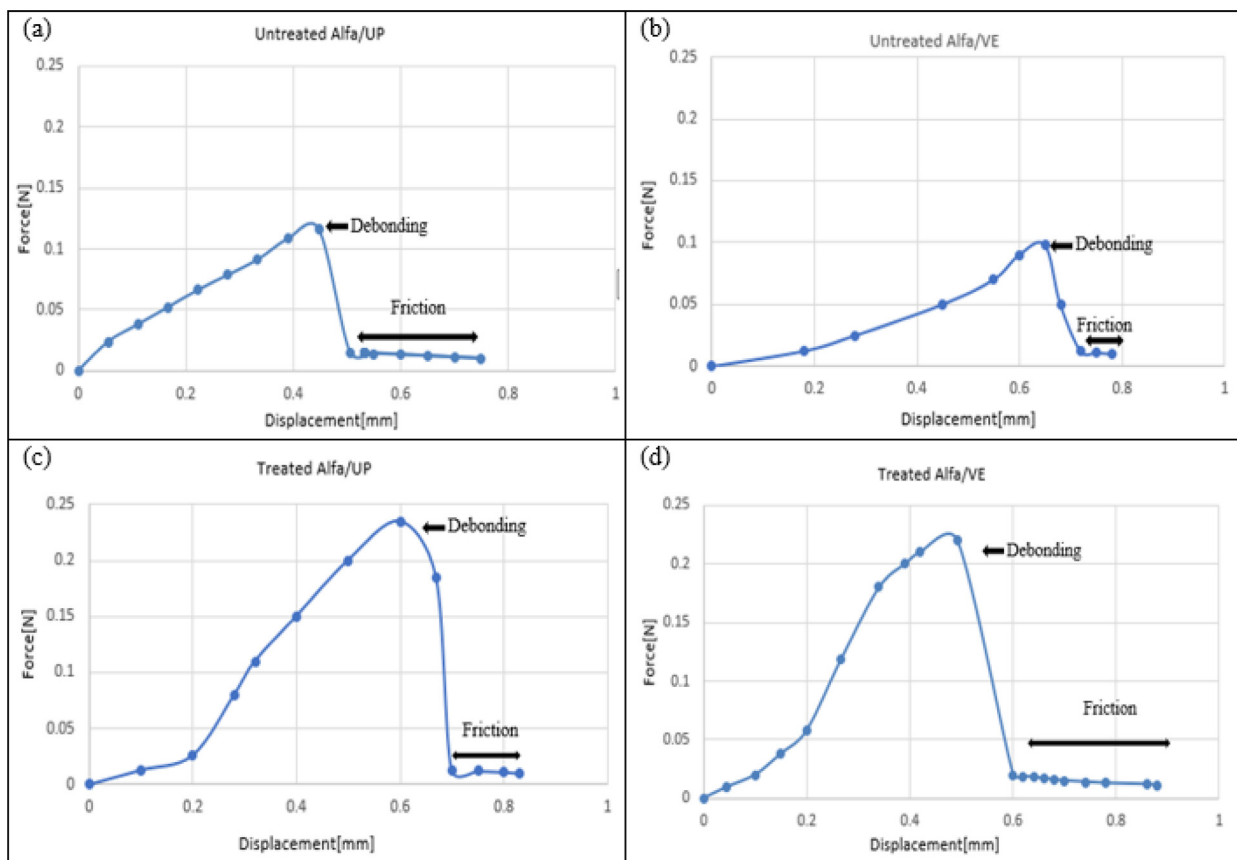 (a)
Untreated Alfa/UP
0.25
0.2
0.15
0.1
0.05
0
Force[N]
Debonding
Friction
0 0.2 0.4 0.6 0.8 1
Displacement[mm]
(b)
Untreated Alfa/VE
0.25
0.2
0.15
0.1
0.05
0
Force[N]
Debonding
Friction
0 0.2 0.4 0.6 0.8 1
Displacement[mm]
(c)
Treated Alfa/UP
0.25
0.2
0.15
0.1
0.05
0
Force[N]
Debonding
Friction
0 0.2 0.4 0.6 0.8 1
Displacement[mm]
(d)
Treated Alfa/VE
0.25
0.2
0.15
0.1
0.05
0
Force[N]
Debonding
Friction
0 0.2 0.4 0.6 0.8 1
Displacement[mm]